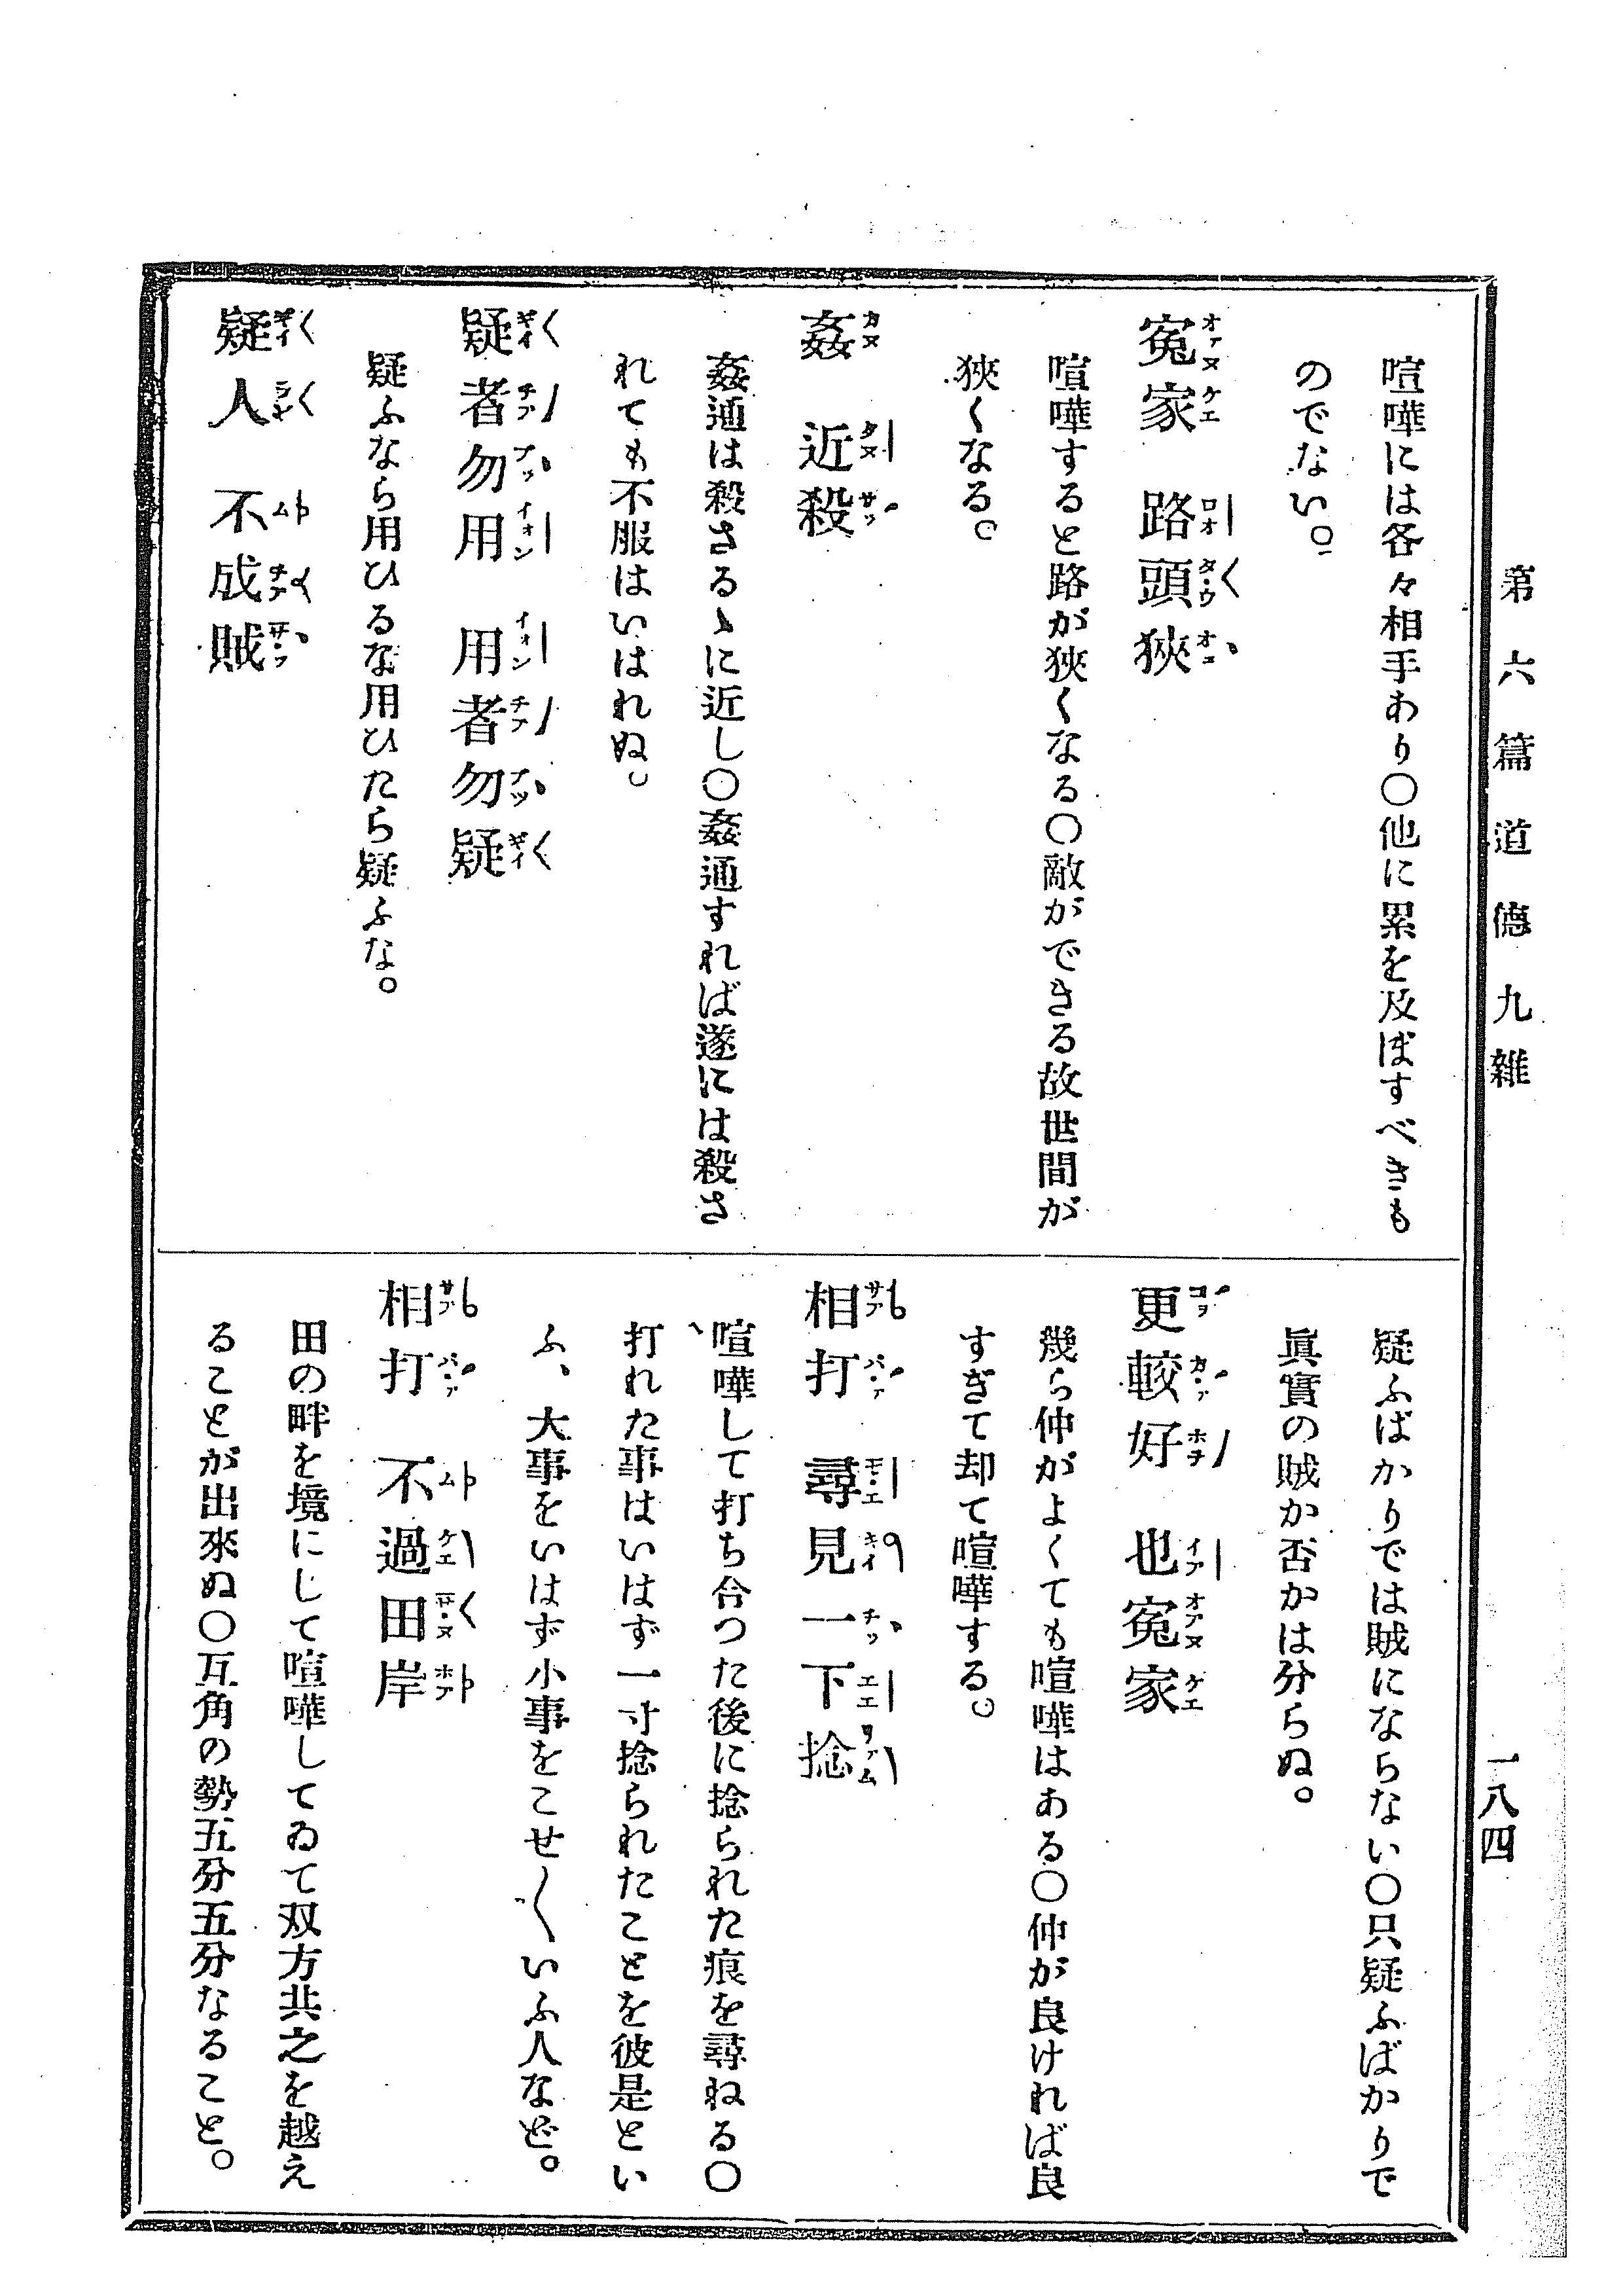 第六篇 道德 九雜
一八四
喧嘩には各々相手あり〇他に累を及ぼすべきも
のでない。
冤家 路頭狹
喧嘩すると路が狹くなる〇敵ができる故世間が
狹くなる。
姦 近殺
姦通は殺さるゝに近し〇姦通すれば遂には殺さ
れても不服はいはれぬ。
疑者勿用 用者勿疑
疑ふなら用ひるな用ひたら疑ふな。
疑人 不成賊
疑ふばかりでは賊にならない〇只疑ふばかりで
眞實の賊か否かは分らぬ。
更較好 也冤家
幾ら仲がよくても喧嘩はある〇仲が良ければ良
すぎて却て喧嘩する。
相打 尋見一下捻
喧嘩して打ち合つた後に捻られた痕を尋ねる〇
打れた事はいはず一寸捻られたことを彼是とい
ふ、大事をいはず小事をこせ〱いふ人など。
相打 不過田岸
田の畔を境にして喧嘩してゐて双方共之を越え
ることが出來ぬ〇互角の勢五分五分なること。